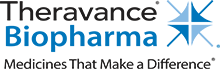 Theravance®
Biopharma®
Medicines That Make a Difference®